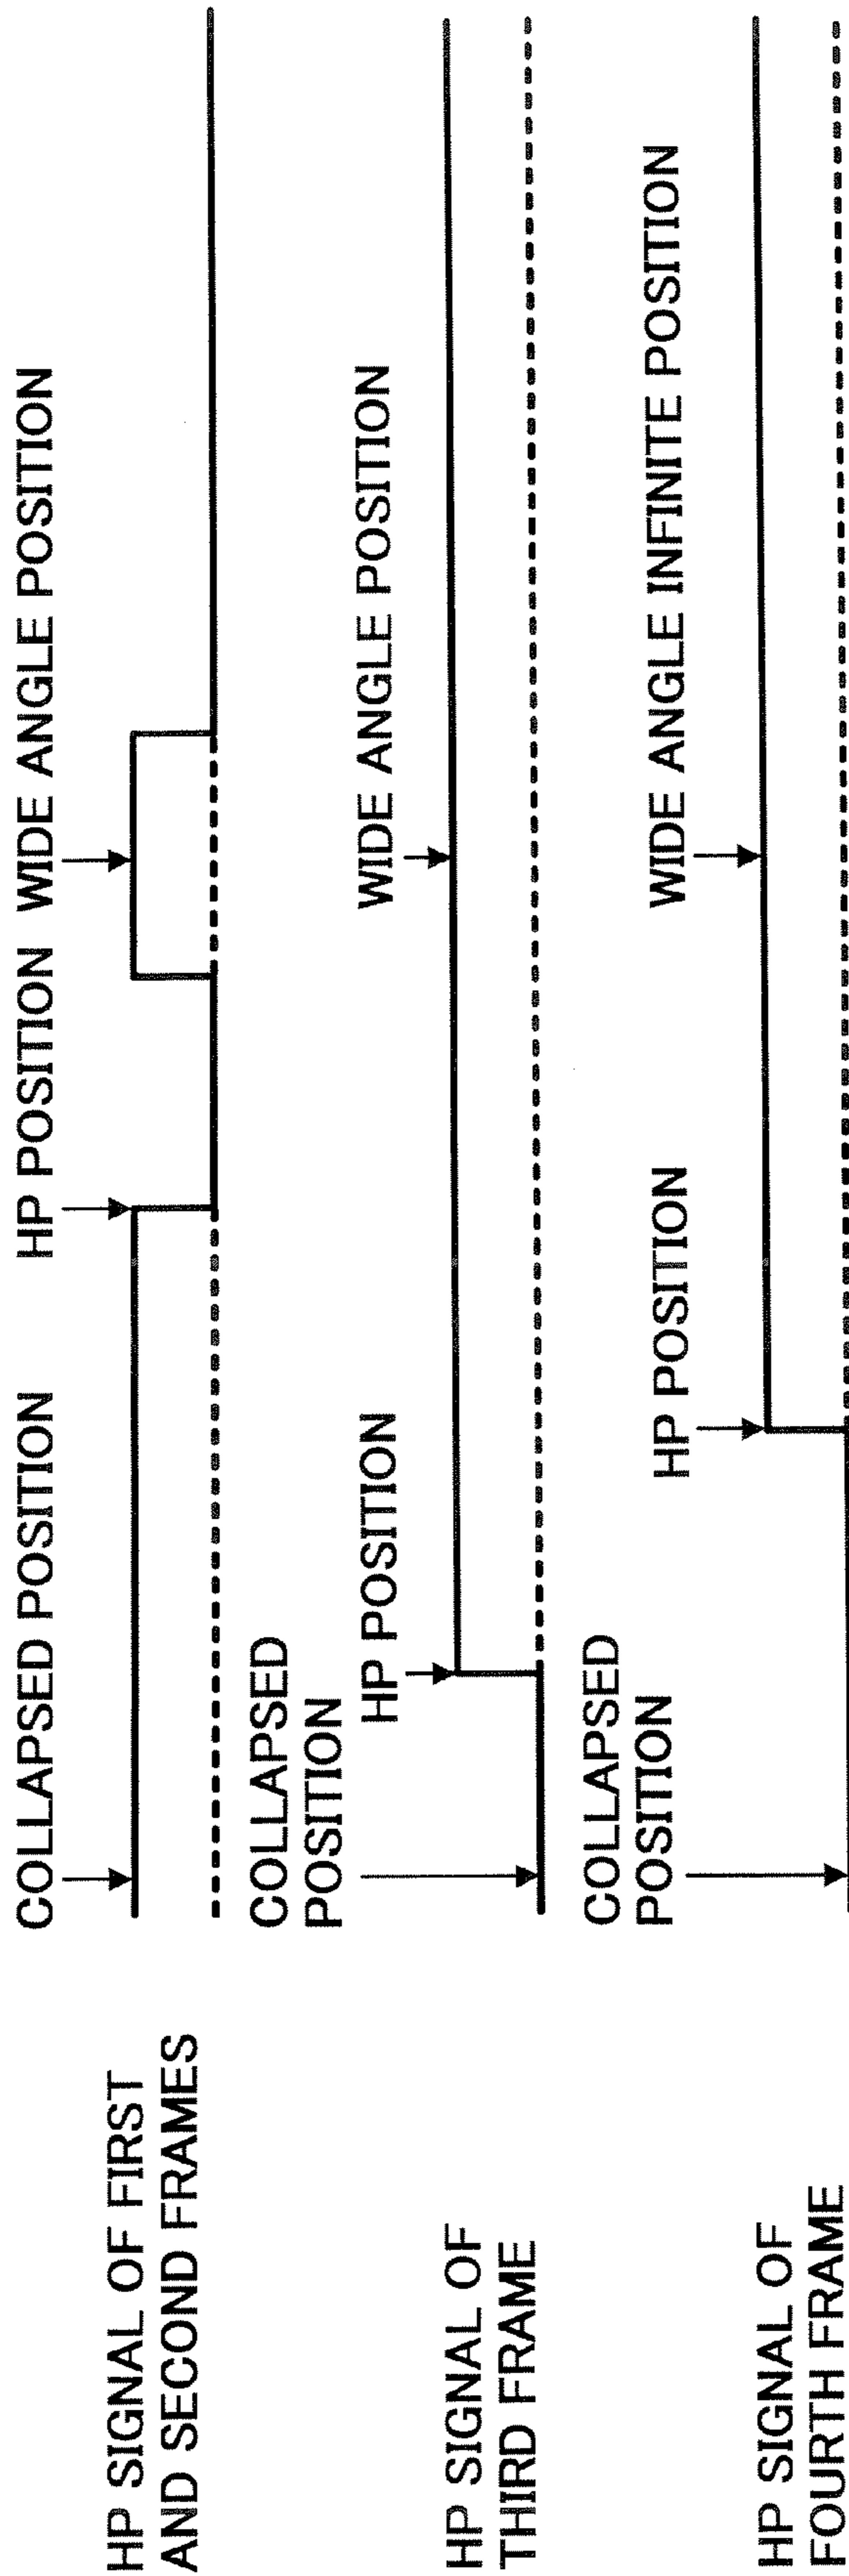 HP SIGNAL OF FIRST
AND SECOND FRAMES
COLLAPSED POSITION
HP POSITION
WIDE ANGLE POSITION
HP SIGNAL OF
THIRD FRAME
COLLAPSED
POSITION
HP POSITION
WIDE ANGLE POSITION
HP SIGNAL OF
FOURTH FRAME
COLLAPSED
POSITION
HP POSITION
WIDE ANGLE INFINITE POSITION